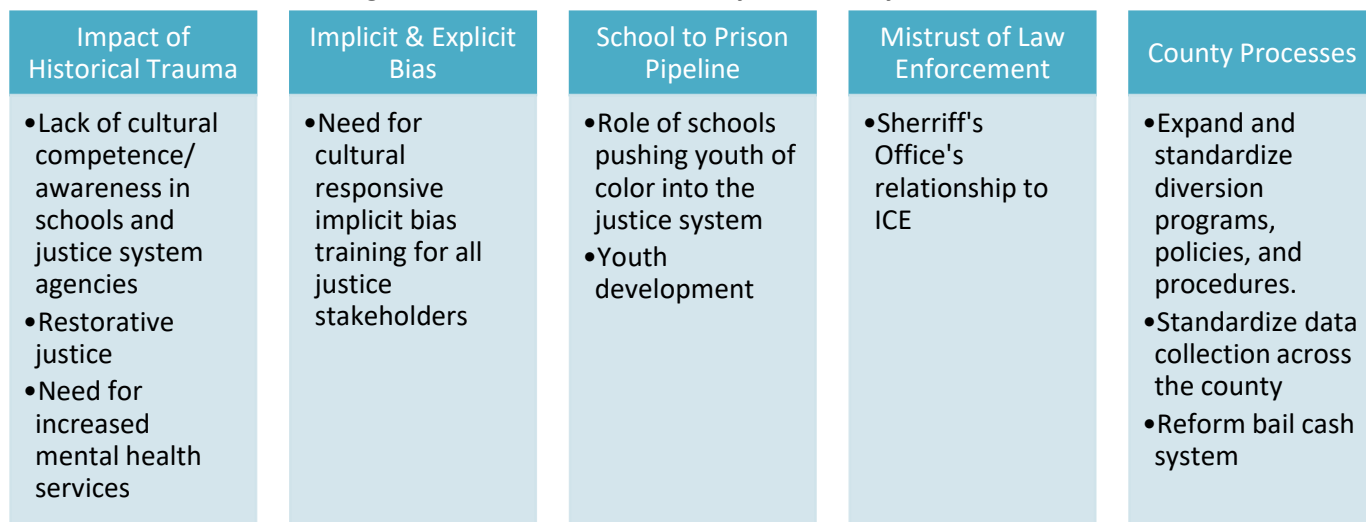 Impact of
Historical Trauma
•Lack of cultural
competence/
awareness in
schools and
justice system
agencies
•Restorative
justice
•Need for
increased
mental health
services
Implicit & Explicit
Bias
•Need for
cultural
responsive
implicit bias
training for all
justice
stakeholders
School to Prison
Pipeline
•Role of schools
pushing youth of
color into the
justice system
•Youth
development
Mistrust of Law
Enforcement
•Sherriff's
Office's
relationship to
ICE
County Processes
•Expand and
standardize
diversion
programs,
policies, and
procedures.
•Standardize data
collection across
the county
•Reform bail cash
system